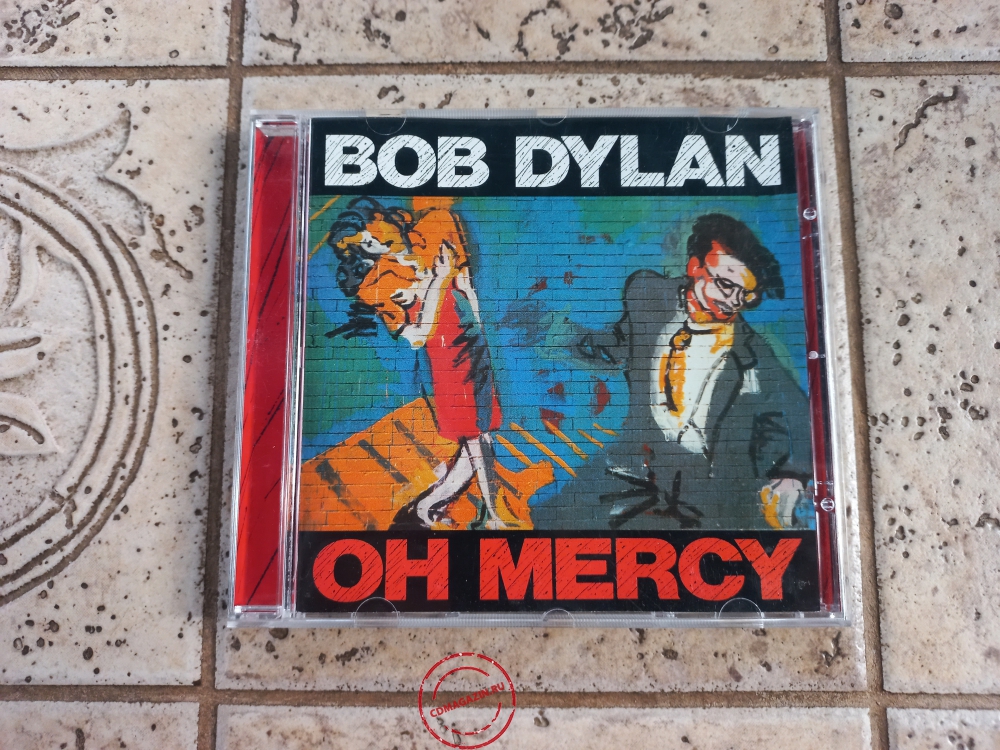 BOB DYLAN
OH MERCY
CDMAGAZIN.RU